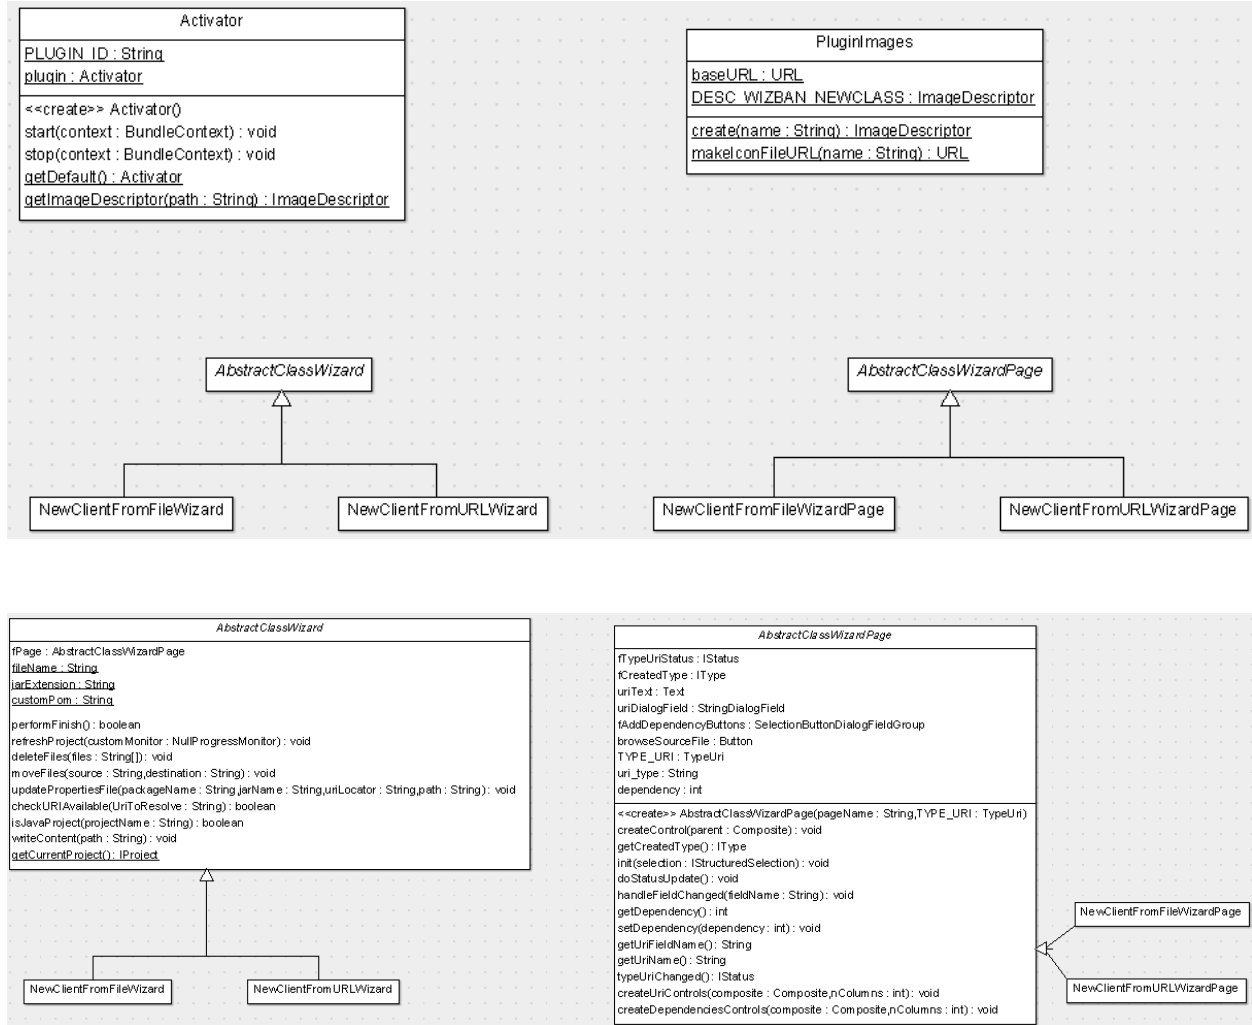 Activator
PLUGIN_ID : String
plugin : Activator
<<create>> Activator()
start(context : BundleContext) : void
stop(context : BundleContext) : void
getDefault() : Activator
getImageDescriptor(path : String) : ImageDescriptor
PluginImages
baseURL : URL
DESC_WIZBAN_NEWCLASS : ImageDescriptor
create(name : String) : ImageDescriptor
makeIconFileURL(name : String) : URL
AbstractClassWizard
AbstractClassWizardPage
NewClientFromFileWizard
NewClientFromURLWizard
NewClientFromFileWizardPage
NewClientFromURLWizardPage
AbstractClassWizard
fPage : AbstractClassWizardPage
fileName : String
jarExtension : String
customPom : String
performFinish() : boolean
refreshProject(customMonitor : NullProgressMonitor) : void
deleteFiles(files : String[]) : void
moveFiles(source : String,destination : String) : void
updatePropertiesFile(packageName : String,jarName : String,uriLocator : String,path : String) : void
checkURIAvailable(UriToResolve : String) : boolean
isJavaProject(projectName : String) : boolean
writeContent(path : String) : void
getCurrentProject() : IProject
NewClientFromFileWizard
NewClientFromURLWizard
AbstractClassWizardPage
fTypeUriStatus : IStatus
fCreatedType : IType
uriText : Text
uriDialogField : StringDialogField
fAddDependencyButtons : SelectionButtonDialogFieldGroup
browseSourceFile : Button
TYPE_URI : TypeUri
uri_type : String
dependency : int
<<create>> AbstractClassWizardPage(pageName : String,TYPE_URI : TypeUri)
createControl(parent : Composite) : void
getCreatedType() : IType
init(selection : IStructuredSelection) : void
doStatusUpdate() : void
handleFieldChanged(fieldName : String) : void
getDependency() : int
setDependency(dependency : int) : void
getUriFieldName() : String
getUriName() : String
typeUriChanged() : IStatus
createUriControls(composite : Composite,nColumns : int) : void
createDependenciesControls(composite : Composite,nColumns : int) : void
NewClientFromFileWizardPage
NewClientFromURLWizardPage